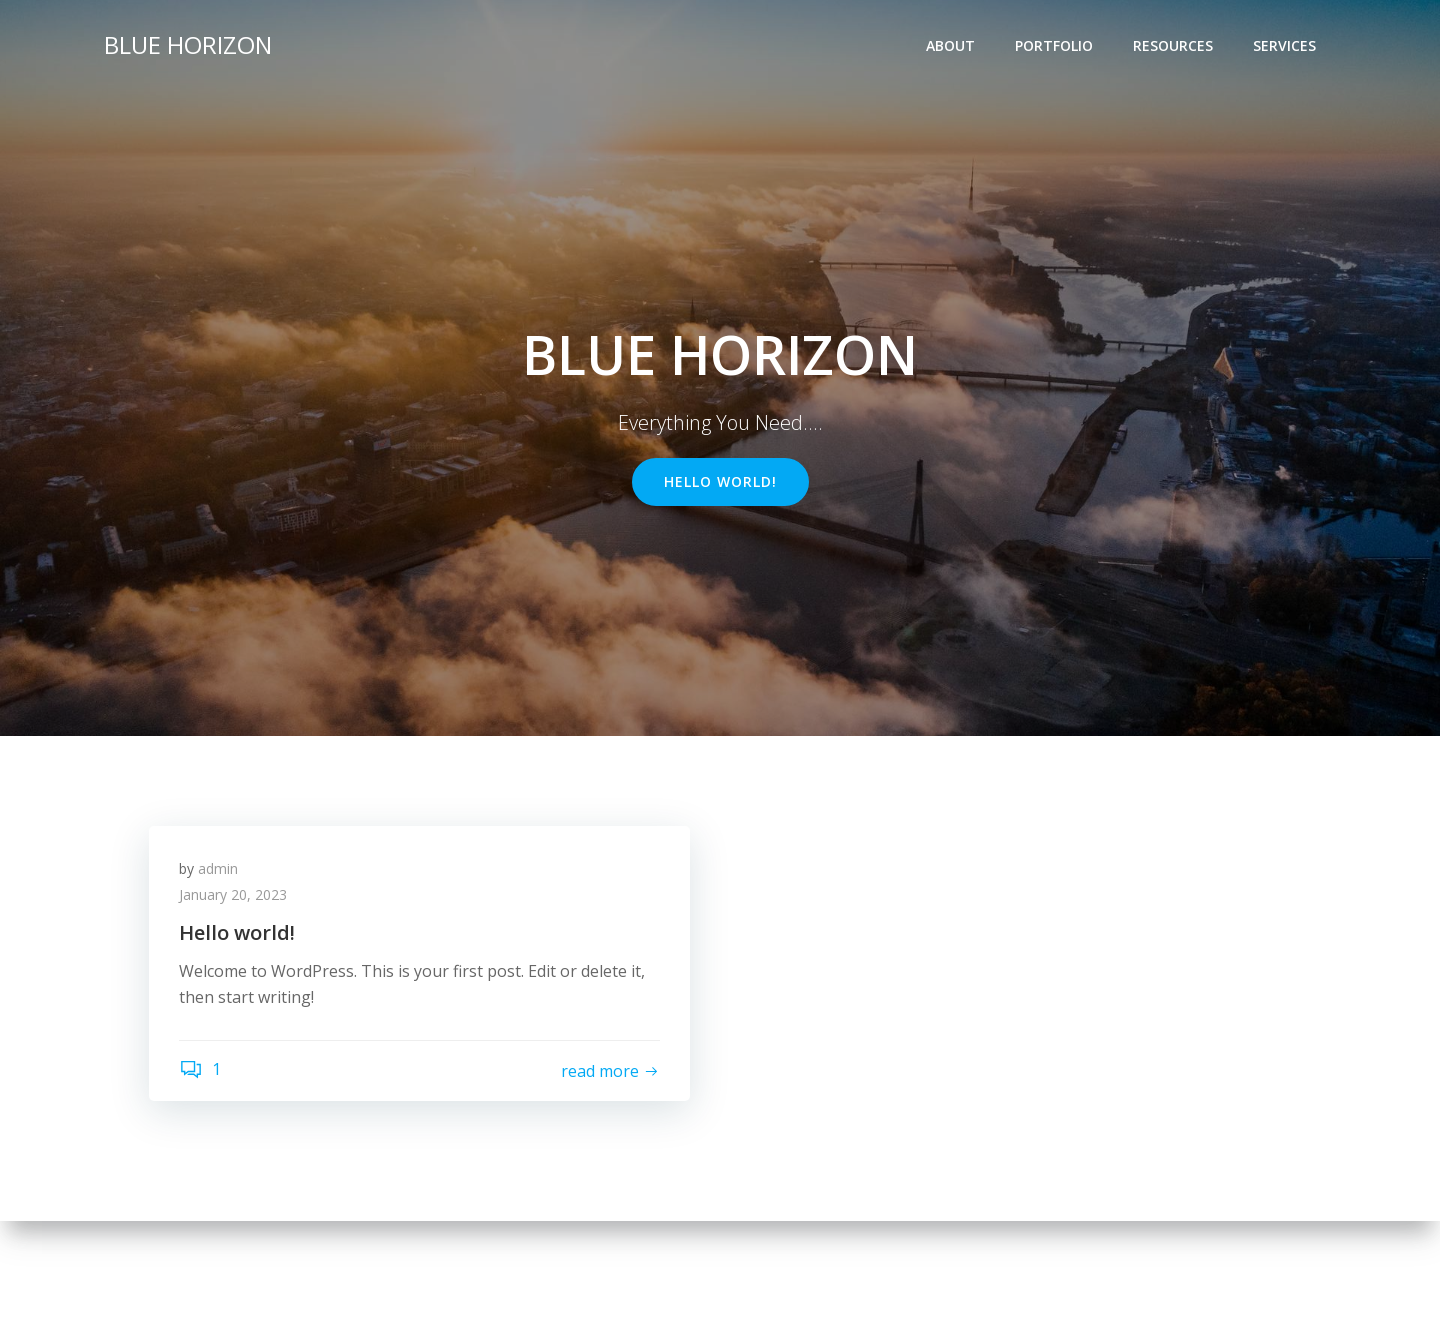 BLUE HORIZON
ABOUT
PORTFOLIO
RESOURCES
SERVICES
BLUE HORIZON
Everything You Need....
HELLO WORLD!
by admin
January 20, 2023
Hello world!
Welcome to WordPress. This is your first post. Edit or delete it,
then start writing!
1
read more